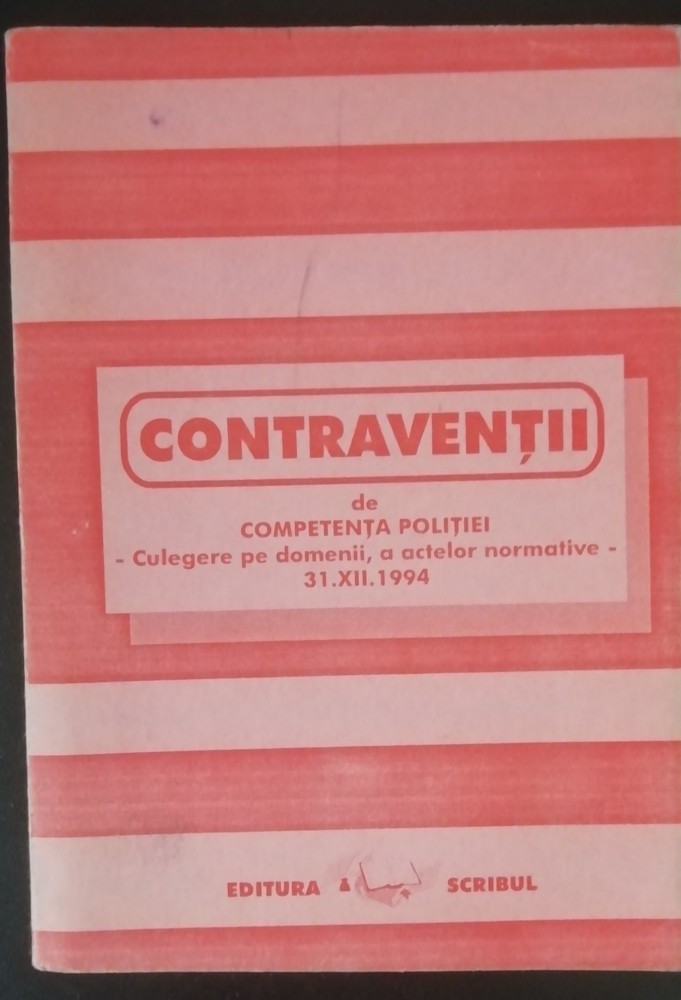 CONTRAVENȚII
de
COMPETENȚA POLIȚIEI
- Culegere pe domenii, a actelor normative -
31.XII.1994
EDITURA SCRIBUL